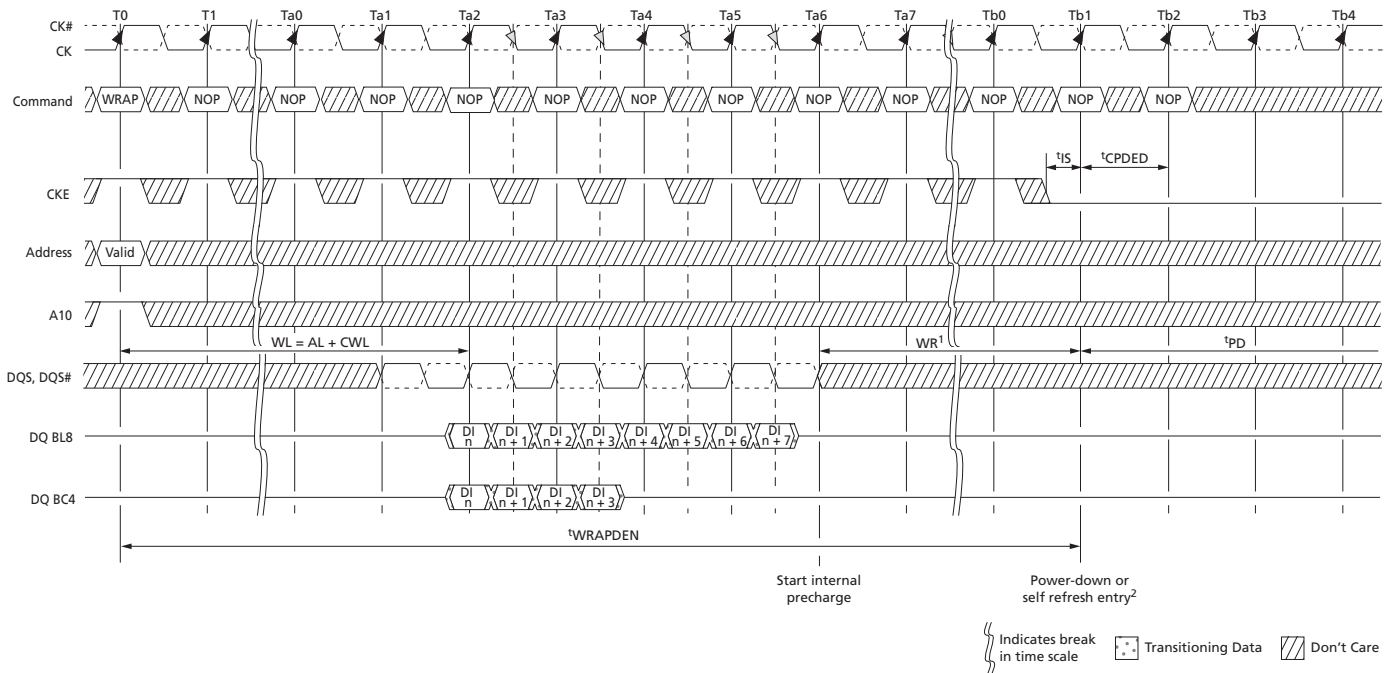 T0 T1 Ta0 Ta1 Ta2 Ta3 Ta4 Ta5 Ta6 Ta7 Tb0 Tb1 Tb2 Tb3 Tb4
CK#
CK
Command WRAP NOP NOP NOP NOP NOP NOP NOP NOP NOP NOP NOP NOP
tIS tCPDED
CKE
Address Valid
A10
WL = AL + CWL WR1 tPD
DQS, DQS#
DQ BL8 DI n DI n + 1 DI n + 2 DI n + 3 DI n + 4 DI n + 5 DI n + 6 DI n + 7
DQ BC4 DI n DI n + 1 DI n + 2 DI n + 3
tWRAPDEN
Start internal
precharge
Power-down or
self refresh entry2
Indicates break
in time scale
Transitioning Data
Don't Care